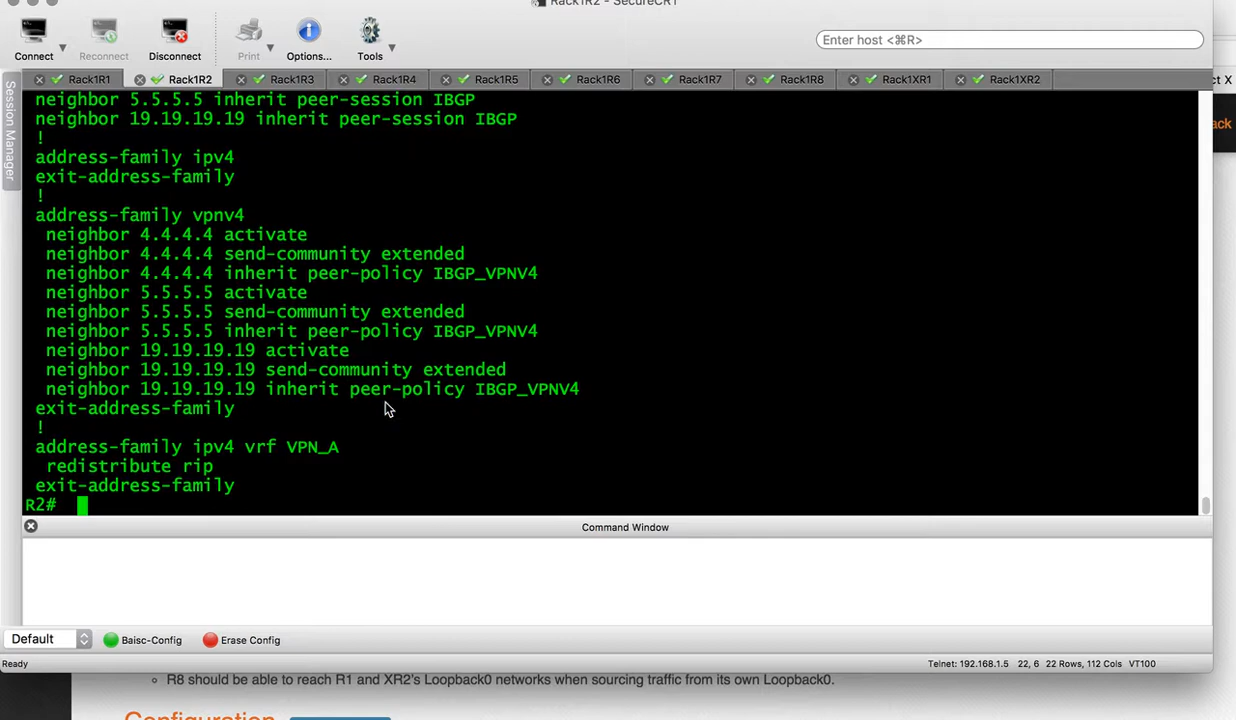 Rack1R2 - SecureCRT
Connect
Reconnect
Disconnect
Print
Options...
Tools
Enter host <⌘R>
Session Manager
Rack1R1
Rack1R2
Rack1R3
Rack1R4
Rack1R5
Rack1R6
Rack1R7
Rack1R8
Rack1XR1
Rack1XR2
neighbor 5.5.5.5 inherit peer-session IBGP
neighbor 19.19.19.19 inherit peer-session IBGP
!
address-family ipv4
exit-address-family
!
address-family vpnv4
neighbor 4.4.4.4 activate
neighbor 4.4.4.4 send-community extended
neighbor 4.4.4.4 inherit peer-policy IBGP_VPNV4
neighbor 5.5.5.5 activate
neighbor 5.5.5.5 send-community extended
neighbor 5.5.5.5 inherit peer-policy IBGP_VPNV4
neighbor 19.19.19.19 activate
neighbor 19.19.19.19 send-community extended
neighbor 19.19.19.19 inherit peer-policy IBGP_VPNV4
exit-address-family
!
address-family ipv4 vrf VPN_A
redistribute rip
exit-address-family
R2#
Command Window
Default
Baisc-Config
Erase Config
Ready
Telnet: 192.168.1.5 22, 6 22 Rows, 112 Cols VT100
R8 should be able to reach R1 and XR2's Loopback0 networks when sourcing traffic from its own Loopback0.
Configuration